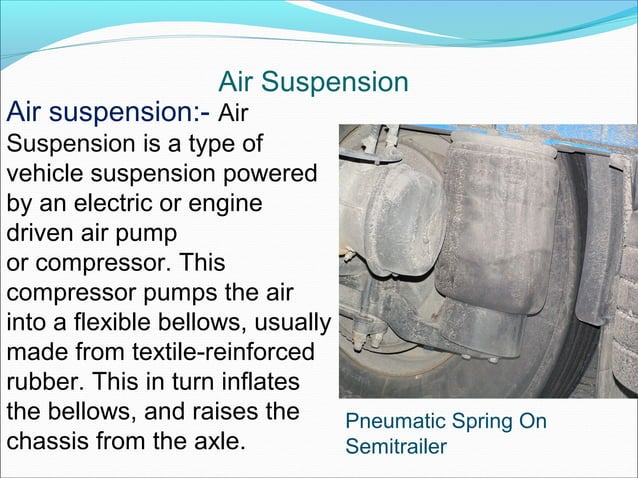 Air Suspension
Air suspension:- Air
Suspension is a type of
vehicle suspension powered
by an electric or engine
driven air pump
or compressor. This
compressor pumps the air
into a flexible bellows, usually
made from textile-reinforced
rubber. This in turn inflates
the bellows, and raises the
chassis from the axle.
Pneumatic Spring On
Semitrailer